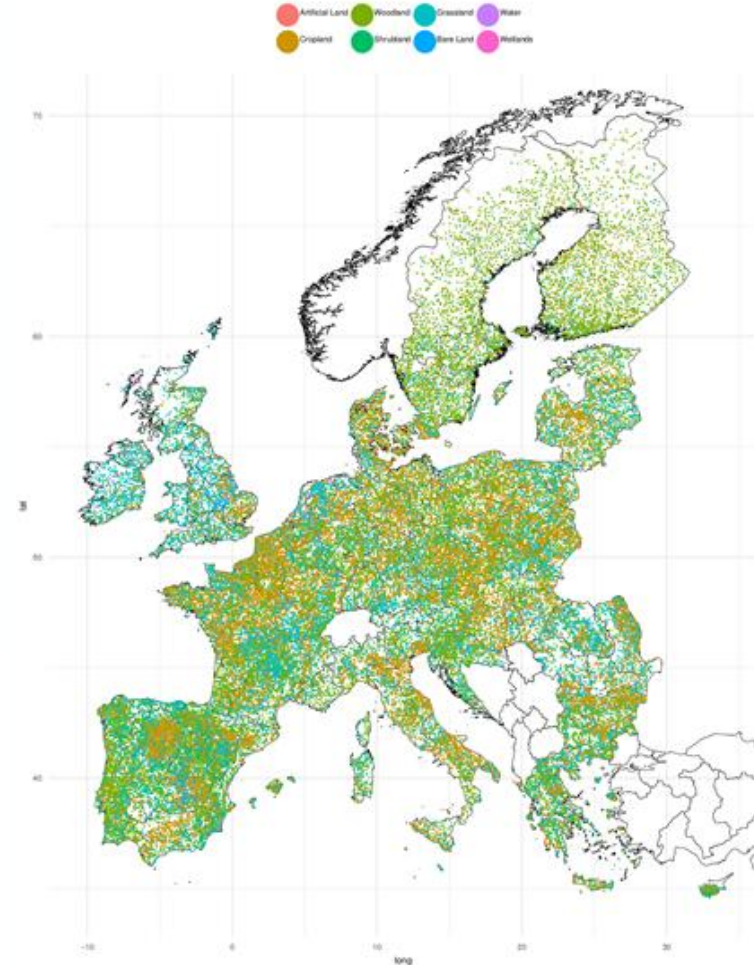 Artificial Land Woodland Grassland Water
Cropland Shrubland Bare Land Wetlands
70
60
50
40
lat
-10 0 10 20 30
long